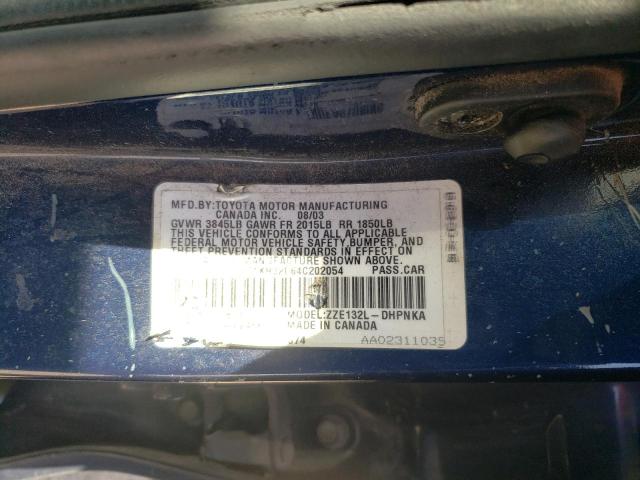 MFD.BY:TOYOTA MOTOR MANUFACTURING
CANADA INC. 08/03
GVWR 3845LB GAWR FR 2015LB RR 1850LB
THIS VEHICLE CONFORMS TO ALL APPLICABLE
FEDERAL MOTOR VEHICLE SAFETY, BUMPER, AND
THEFT PREVENTION STANDARDS IN EFFECT ON
MANUFACTURE SHOWN ABOVE.
64C202054 PASS.CAR
MODEL:ZZE132L-DHPNKA
MADE IN CANADA
AA02311035